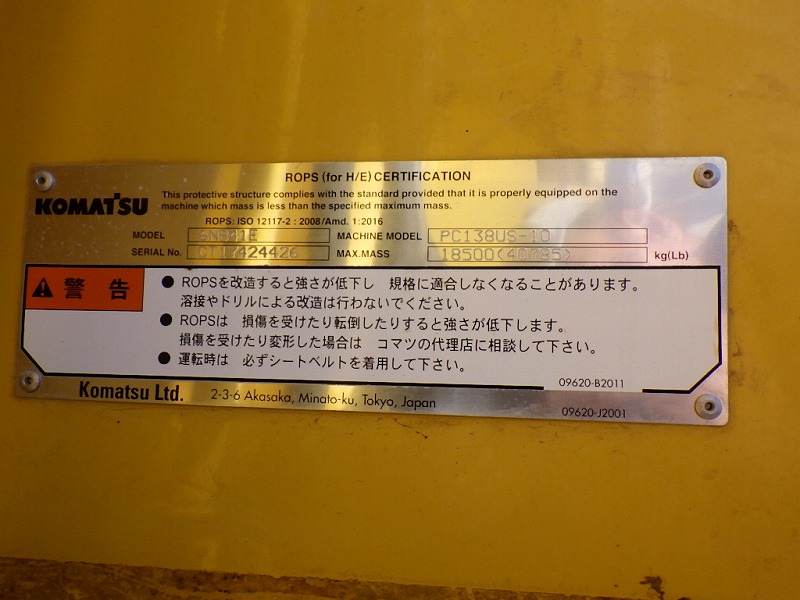 ROPS (for H/E) CERTIFICATION
KOMATSU
This protective structure complies with the standard provided that it is properly equipped on the
machine which mass is less than the specified maximum mass.
ROPS: ISO 12117-2 : 2008/Amd. 1:2016
MODEL MACHINE MODEL PC138US-10
SERIAL No. CT17424426 MAX.MASS 18500(40785) kg(Lb)
警告
● ROPSを改造すると強さが低下し 規格に適合しなくなることがあります。
溶接やドリルによる改造は行わないでください。
● ROPSは 損傷を受けたり転倒したりすると強さが低下します。
損傷を受けたり変形した場合は コマツの代理店に相談して下さい。
● 運転時は 必ずシートベルトを着用して下さい。
09620-B2011
Komatsu Ltd. 2-3-6 Akasaka, Minato-ku, Tokyo, Japan
09620-J2001